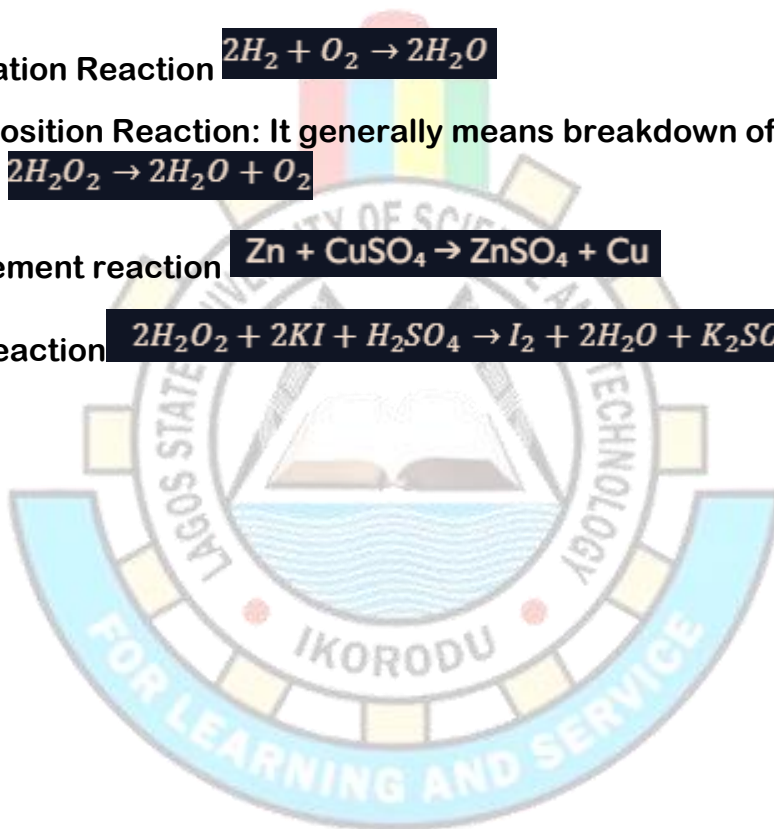 ation Reaction 2H₂ + O₂ → 2H₂O
osition Reaction: It generally means breakdown of
2H₂O₂ → 2H₂O + O₂
ement reaction Zn + CuSO₄ → ZnSO₄ + Cu
eaction 2H₂O₂ + 2KI + H₂SO₄ → I₂ + 2H₂O + K₂SO
LAGOS STATE UNIVERSITY OF SCIENCE AND TECHNOLOGY
IKORODU
FOR LEARNING AND SERVICE